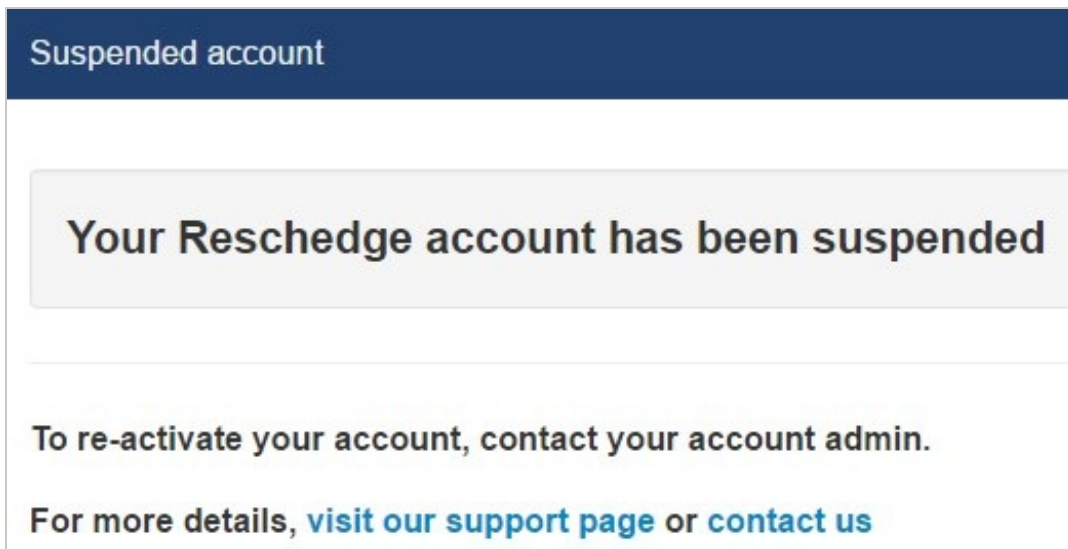 Suspended account
Your Reschedge account has been suspended
To re-activate your account, contact your account admin.
For more details, visit our support page or contact us